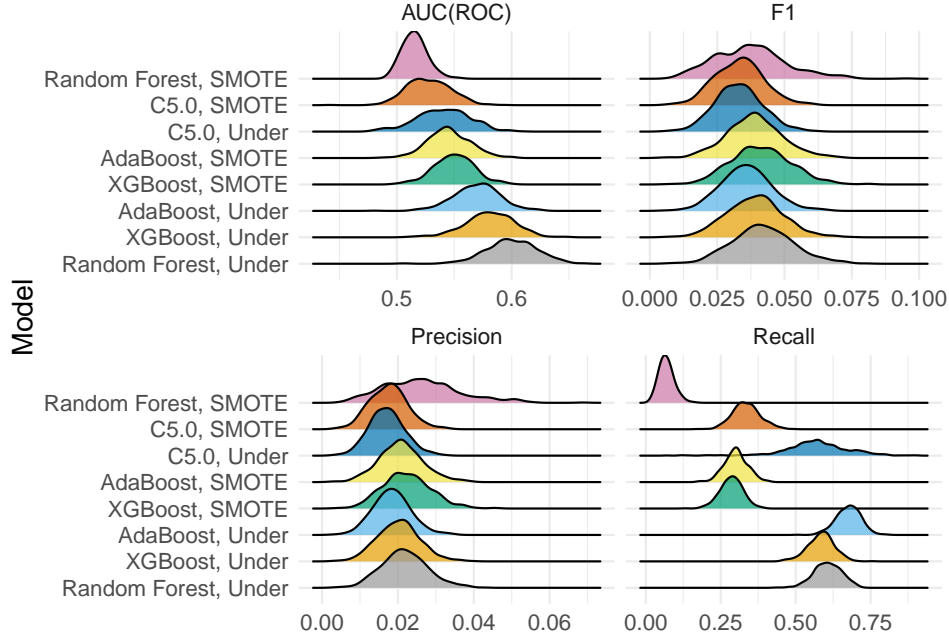 AUC(ROC)
F1
Random Forest, SMOTE
C5.0, SMOTE
C5.0, Under
AdaBoost, SMOTE
XGBoost, SMOTE
AdaBoost, Under
XGBoost, Under
Random Forest, Under
0.5 0.6
0.000 0.025 0.050 0.075 0.100
Model
Precision
Recall
Random Forest, SMOTE
C5.0, SMOTE
C5.0, Under
AdaBoost, SMOTE
XGBoost, SMOTE
AdaBoost, Under
XGBoost, Under
Random Forest, Under
0.00 0.02 0.04 0.06
0.00 0.25 0.50 0.75